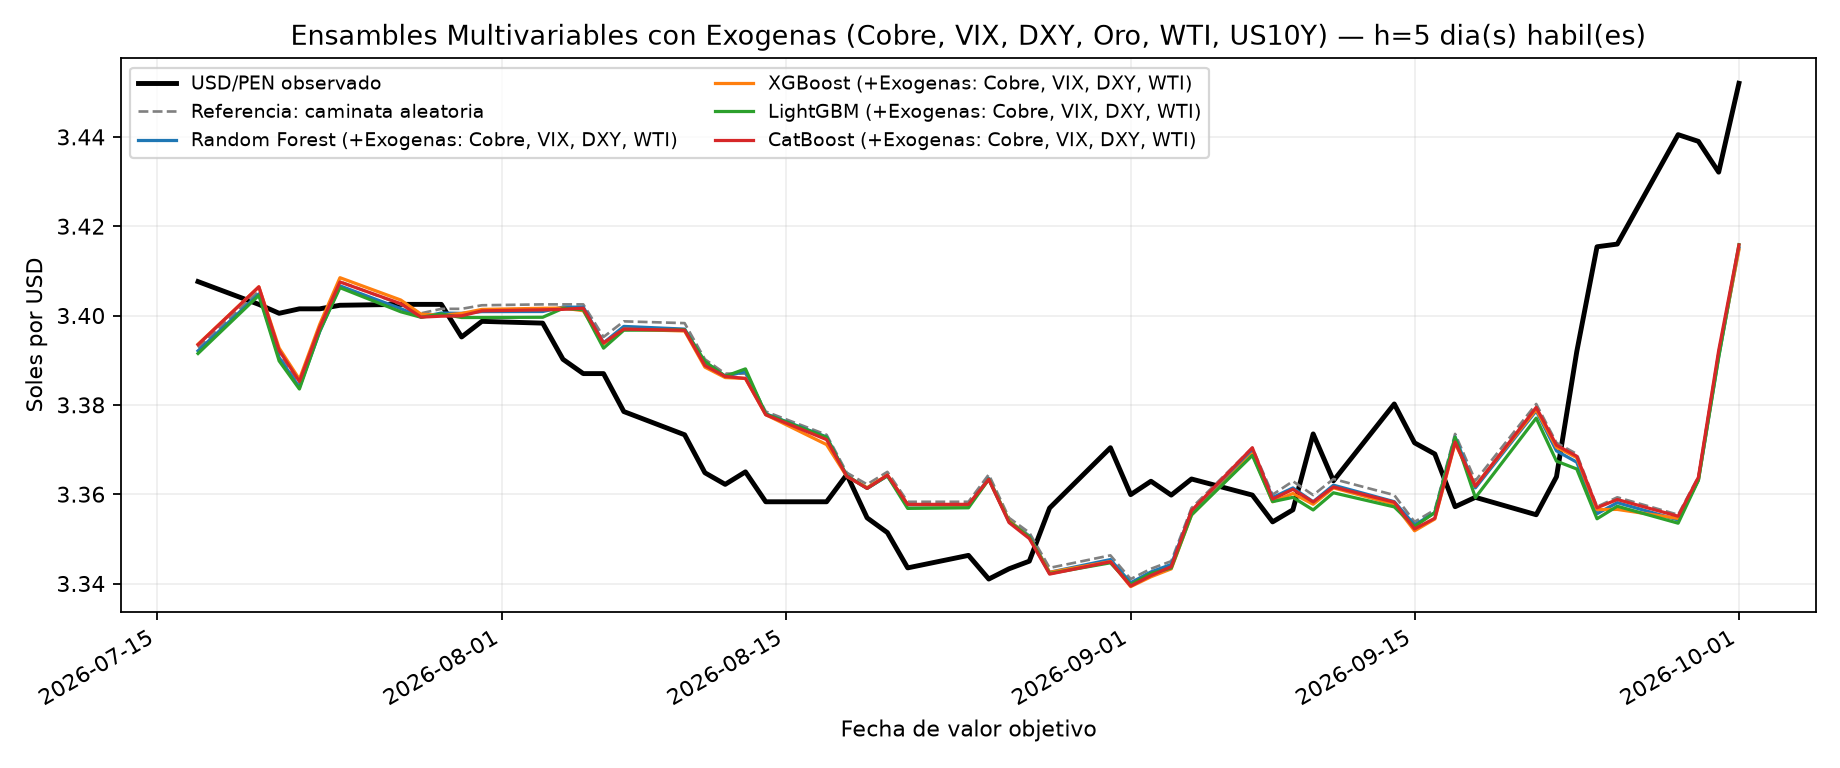 Ensambles Multivariables con Exogenas (Cobre, VIX, DXY, Oro, WTI, US10Y) — h=5 dia(s) habil(es)
USD/PEN observado
Referencia: caminata aleatoria
Random Forest (+Exogenas: Cobre, VIX, DXY, WTI)
XGBoost (+Exogenas: Cobre, VIX, DXY, WTI)
LightGBM (+Exogenas: Cobre, VIX, DXY, WTI)
CatBoost (+Exogenas: Cobre, VIX, DXY, WTI)
Soles por USD
3.44
3.42
3.40
3.38
3.36
3.34
2026-07-15
2026-08-01
2026-08-15
2026-09-01
2026-09-15
2026-10-01
Fecha de valor objetivo